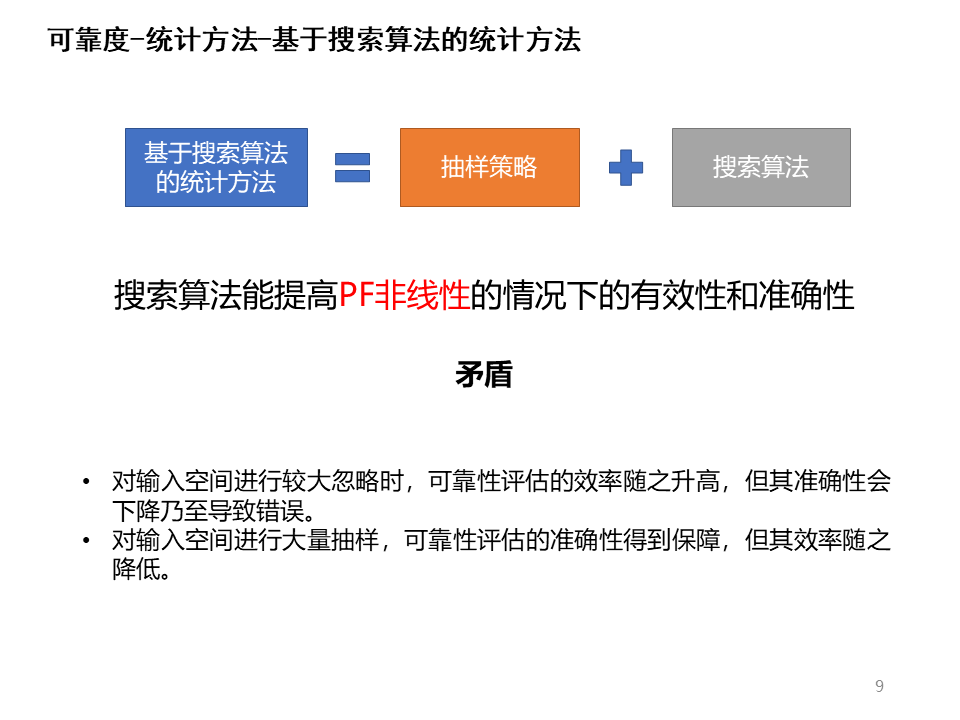 可靠度-统计方法-基于搜索算法的统计方法
基于搜索算法
的统计方法
抽样策略
搜索算法
搜索算法能提高PF非线性的情况下的有效性和准确性
矛盾
• 对输入空间进行较大忽略时，可靠性评估的效率随之升高，但其准确性会
下降乃至导致错误。
• 对输入空间进行大量抽样，可靠性评估的准确性得到保障，但其效率随之
降低。
9